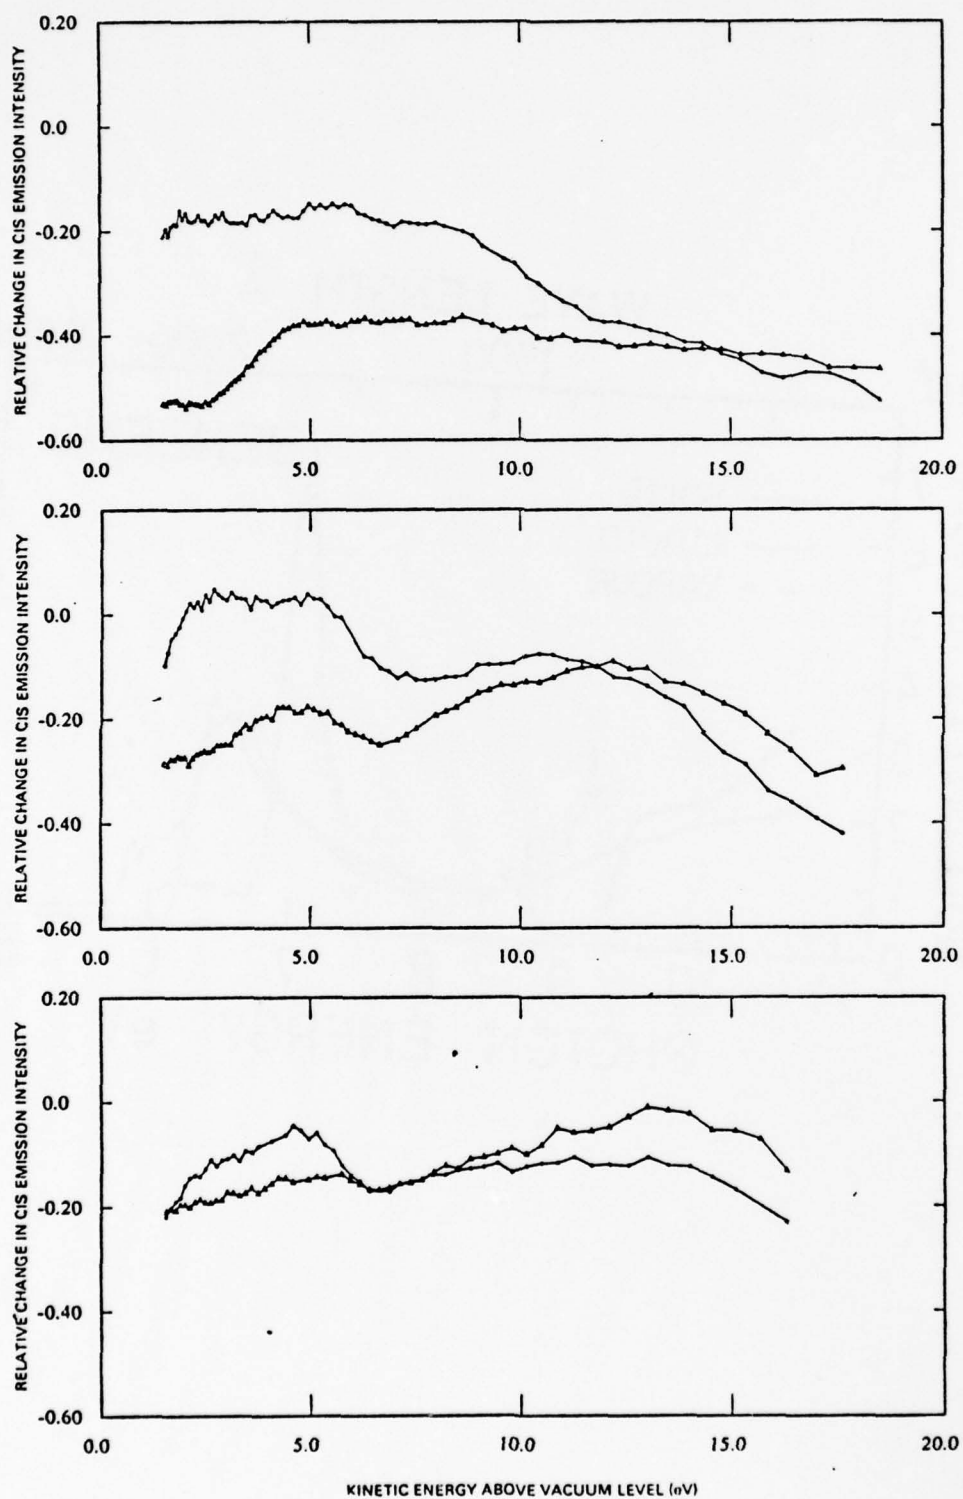 RELATIVE CHANGE IN CIS EMISSION INTENSITY
0.20
0.0
-0.20
-0.40
-0.60
0.0 5.0 10.0 15.0 20.0
RELATIVE CHANGE IN CIS EMISSION INTENSITY
0.20
0.0
-0.20
-0.40
-0.60
0.0 5.0 10.0 15.0 20.0
RELATIVE CHANGE IN CIS EMISSION INTENSITY
0.20
0.0
-0.20
-0.40
-0.60
0.0 5.0 10.0 15.0 20.0
KINETIC ENERGY ABOVE VACUUM LEVEL (eV)